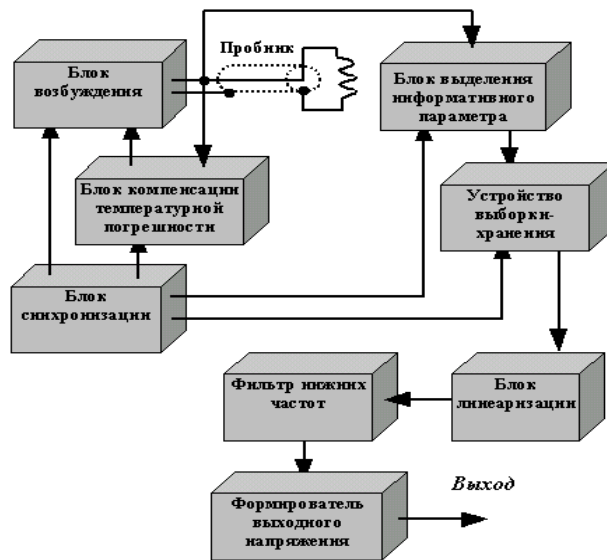 Пробник
Блок
возбуждения
Блок выделения
информативного
параметра
Блок компенсации
температурной
погрешности
Устройство
выборки-
хранения
Блок
синхронизации
Фильтр нижних
частот
Блок
линеаризации
Формирователь
выходного
напряжения
Выход